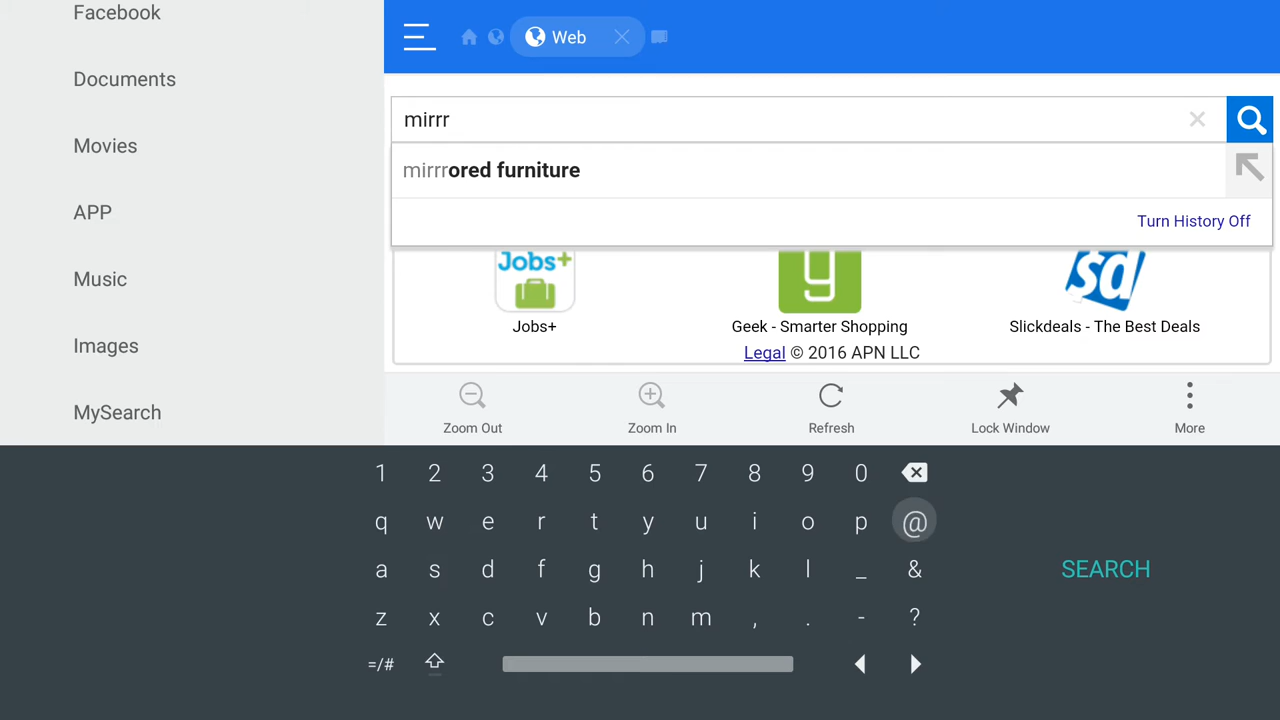 Facebook
Documents
Movies
APP
Music
Images
MySearch
Web
mirrr
mirrrored furniture
Turn History Off
Jobs+
g
sd
Jobs+
Geek - Smarter Shopping
Slickdeals - The Best Deals
Legal © 2016 APN LLC
Zoom Out
Zoom In
Refresh
Lock Window
More
1 2 3 4 5 6 7 8 9 0
q w e r t y u i o p @
a s d f g h j k l _ &
z x c v b n m , . - ?
=/#
SEARCH